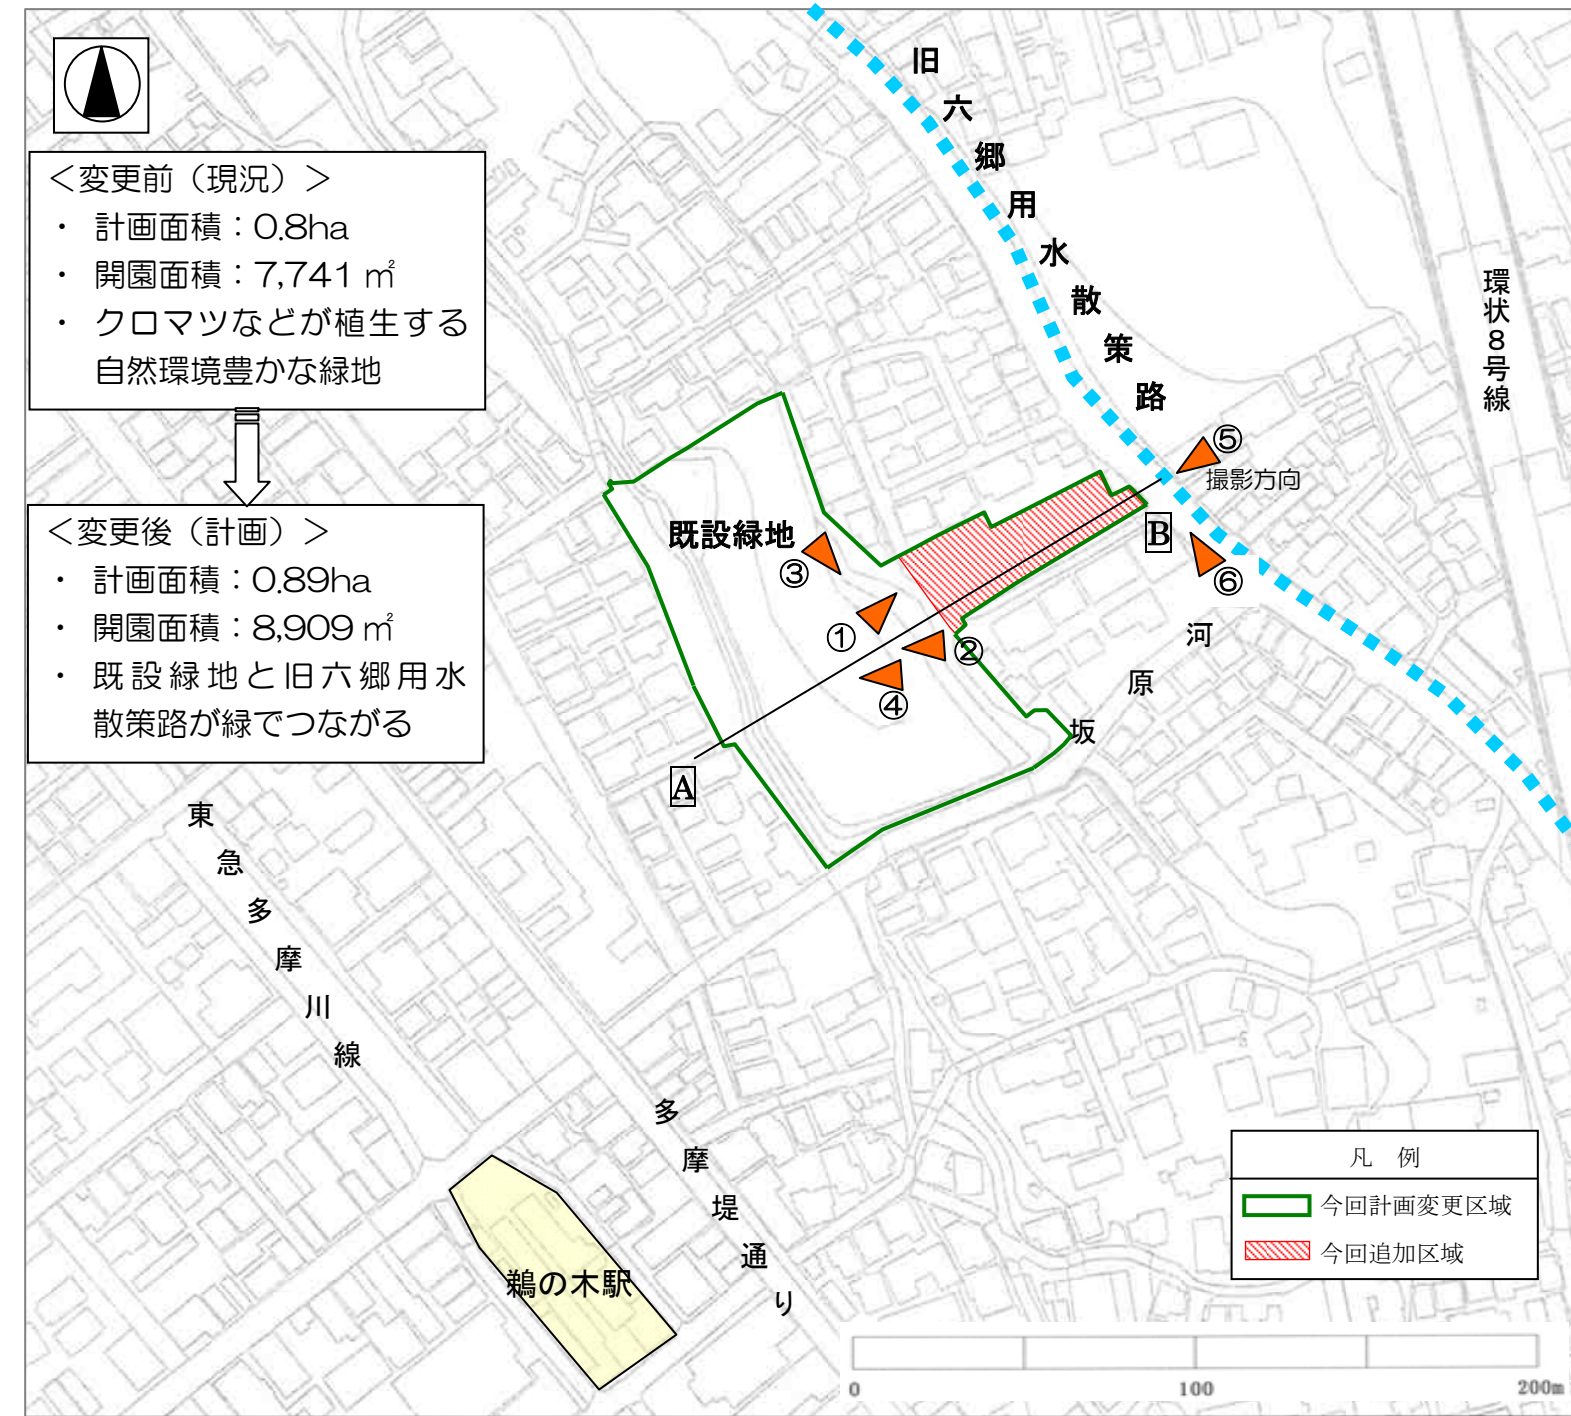 ＜変更前（現況）＞
・ 計画面積：0.8ha
・ 開園面積：7,741 ㎡
・ クロマツなどが植生する
自然環境豊かな緑地
＜変更後（計画）＞
・ 計画面積：0.89ha
・ 開園面積：8,909 ㎡
・ 既設緑地と旧六郷用水
散策路が緑でつながる
旧六郷用水散策路
環状８号線
⑤
撮影方向
既設緑地
③
B
⑥
①
②
④
河原坂
A
東急多摩川線
多摩堤通り
鵜の木駅
凡 例
今回計画変更区域
今回追加区域
0 100 200m